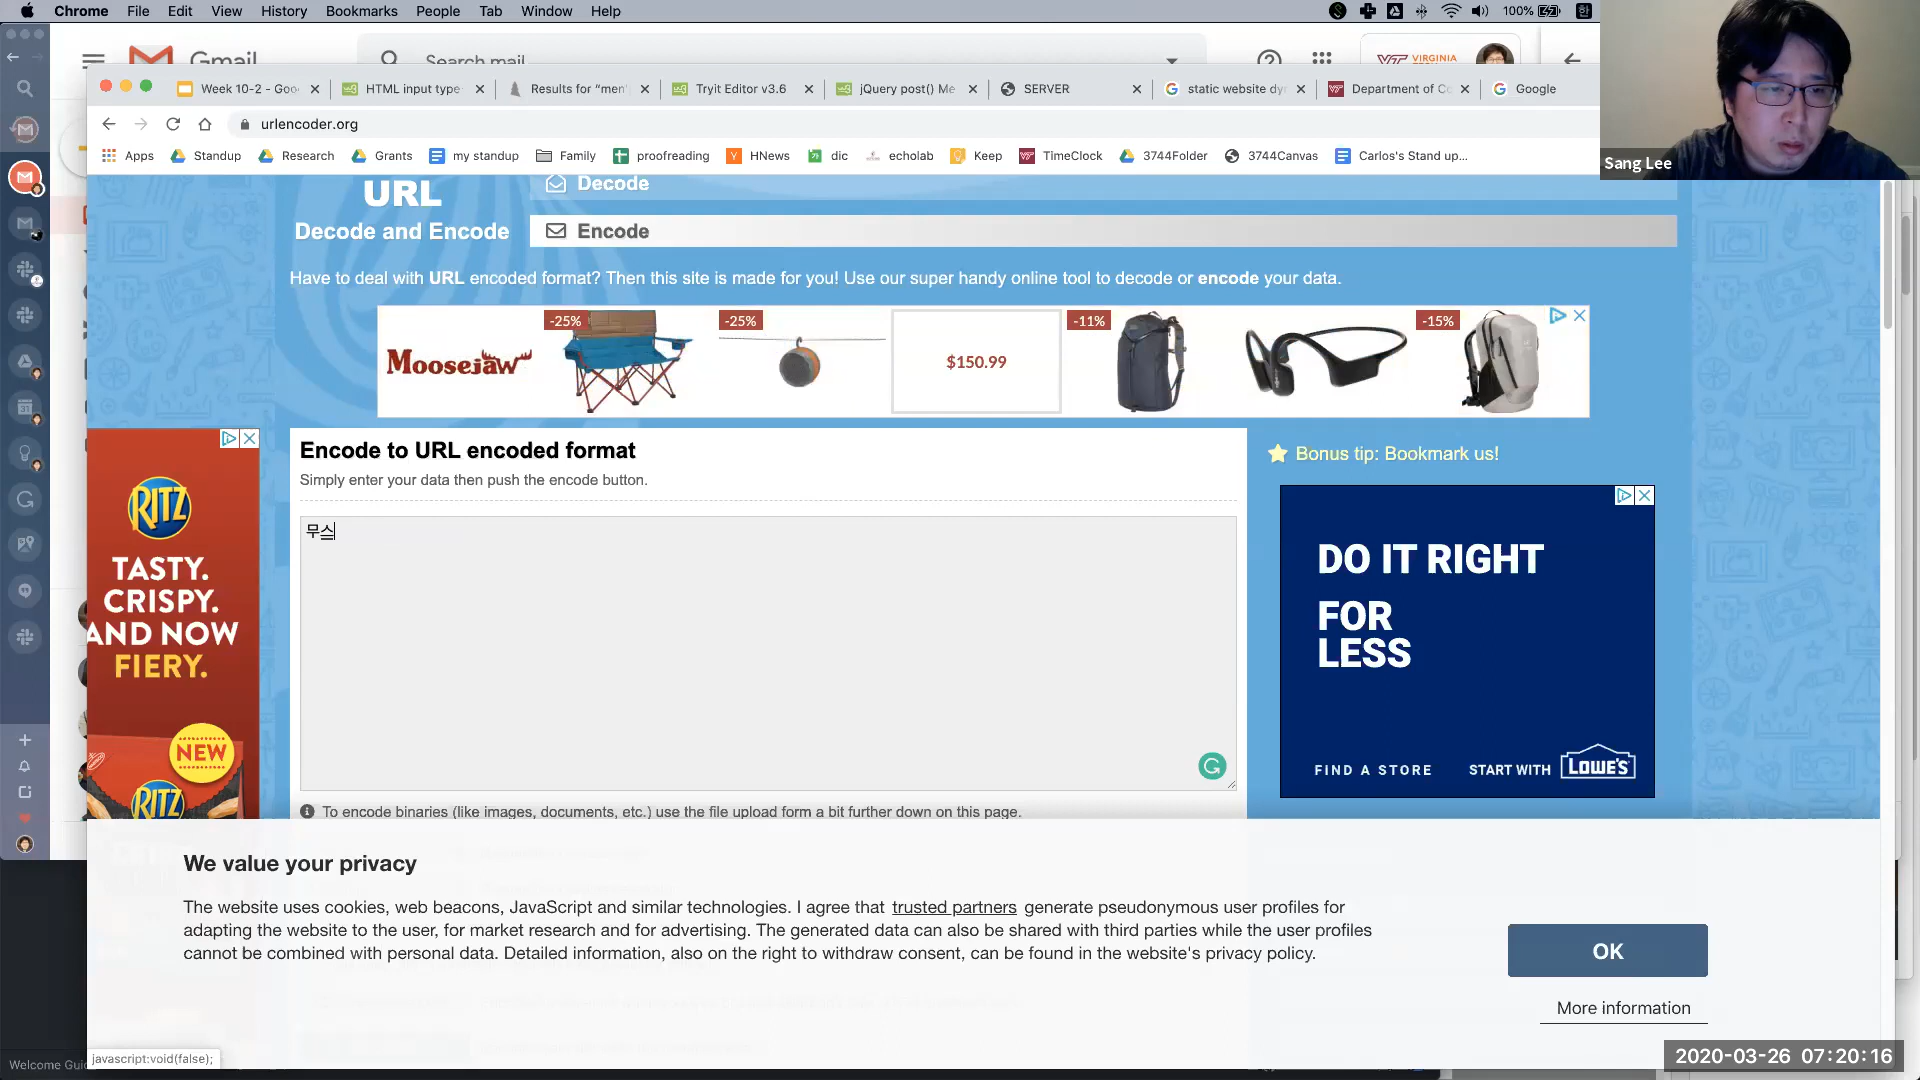 Chrome File Edit View History Bookmarks People Tab Window Help 100%
Gmail Search mail VIRGINIA
Week 10-2 - Goo HTML input type Results for “men Tryit Editor v3.6 jQuery post() Me SERVER static website dy Department of Co Google
urlencoder.org
Apps Standup Research Grants my standup Family proofreading HNews dic echolab Keep TimeClock 3744Folder 3744Canvas Carlos's Stand up...
Sang Lee
URL
Decode and Encode
Decode
Encode
Have to deal with URL encoded format? Then this site is made for you! Use our super handy online tool to decode or encode your data.
Moosejaw -25% -25% $150.99 -11% -15%
Encode to URL encoded format
Simply enter your data then push the encode button.
무스
To encode binaries (like images, documents, etc.) use the file upload form a bit further down on this page.
Bonus tip: Bookmark us!
RITZ
TASTY.
CRISPY.
AND NOW
FIERY.
NEW
RITZ
DO IT RIGHT
FOR
LESS
FIND A STORE START WITH LOWE'S
We value your privacy
The website uses cookies, web beacons, JavaScript and similar technologies. I agree that trusted partners generate pseudonymous user profiles for
adapting the website to the user, for market research and for advertising. The generated data can also be shared with third parties while the user profiles
cannot be combined with personal data. Detailed information, also on the right to withdraw consent, can be found in the website's privacy policy.
OK
More information
Welcome Gui
javascript:void(false);
2020-03-26 07:20:16